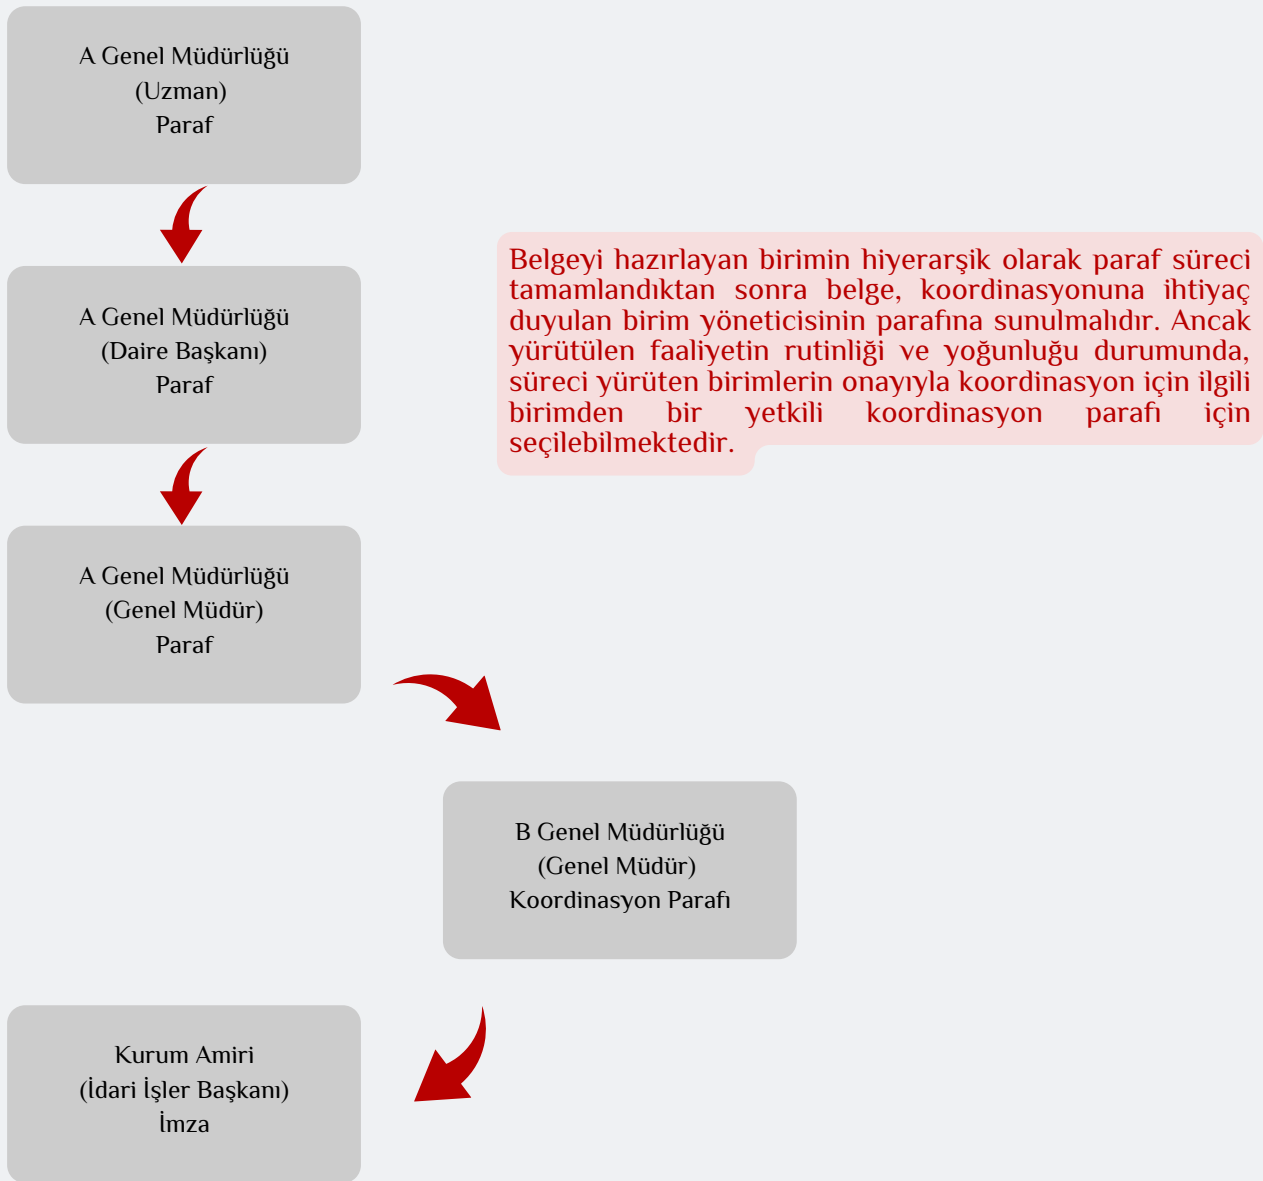 A Genel Müdürlüğü
(Uzman)
Paraf
A Genel Müdürlüğü
(Daire Başkanı)
Paraf
Belgeyi hazırlayan birimin hiyerarşik olarak paraf süreci
tamamlandıktan sonra belge, koordinasyonuna ihtiyaç
duyulan birim yöneticisinin parafına sunulmalıdır. Ancak
yürütülen faaliyetin rutinliği ve yoğunluğu durumunda,
süreci yürüten birimlerin onayıyla koordinasyon için ilgili
birimden bir yetkili koordinasyon parafı için
seçilebilmektedir.
A Genel Müdürlüğü
(Genel Müdür)
Paraf
B Genel Müdürlüğü
(Genel Müdür)
Koordinasyon Parafı
Kurum Amiri
(İdari İşler Başkanı)
İmza